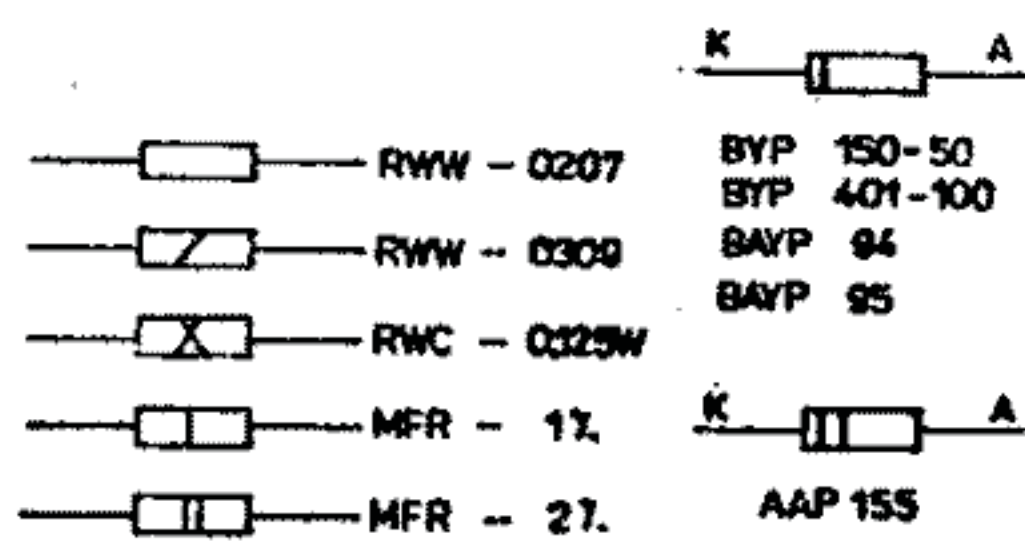 RWW - 0207
RWW - 0309
RWC - 0325W
MFR - 1%
MFR - 2%
K A
BYP 150-50
BYP 401-100
BAYP 94
BAYP 95
K A
AAP 155